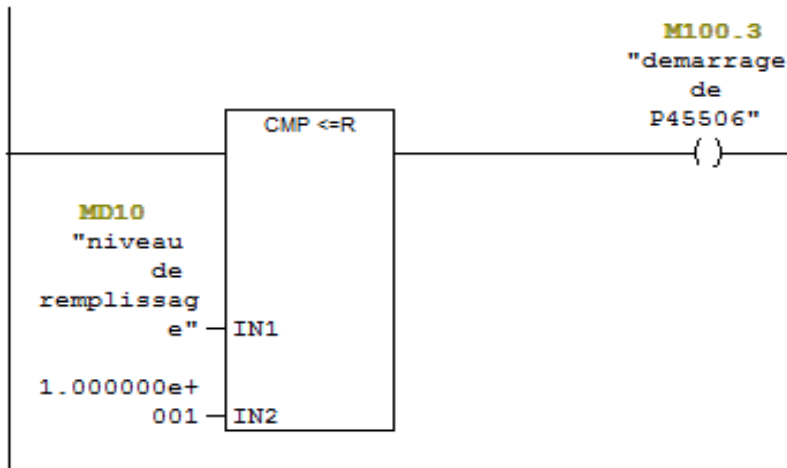 M100.3
"demarrage
de
P45506"
CMP <=R
MD10
"niveau
de
remplissag
e"
IN1
1.000000e+
001
IN2